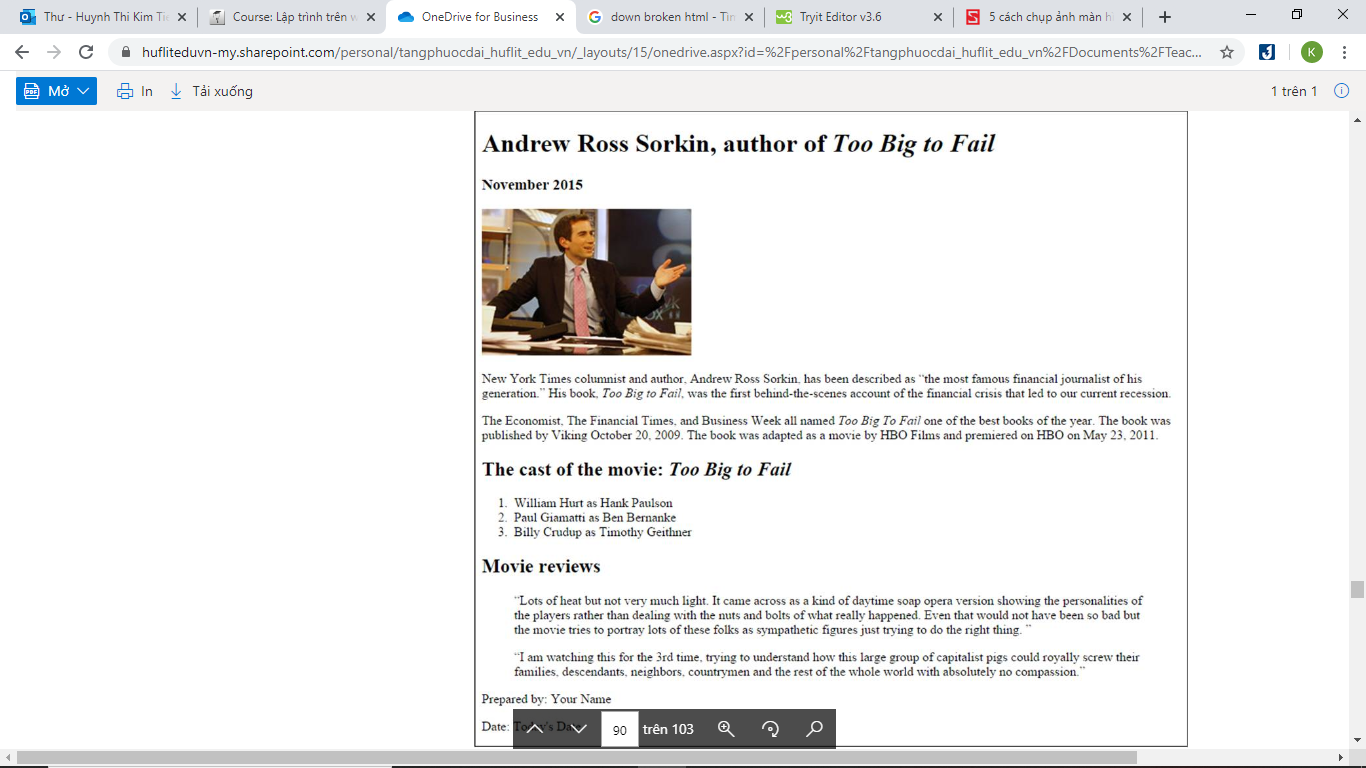 Thư - Huynh Thi Kim Tiề
Course: Lập trình trên w
OneDrive for Business
down broken html - Tìm
Tryit Editor v3.6
5 cách chụp ảnh màn h
hufliteduvn-my.sharepoint.com/personal/tangphuocdai_huflit_edu_vn/_layouts/15/onedrive.aspx?id=%2Fpersonal%2Ftangphuocdai_huflit_edu_vn%2FDocuments%2FTeac...
K
PDF Mở
In
Tải xuống
1 trên 1
Andrew Ross Sorkin, author of Too Big to Fail
November 2015
New York Times columnist and author, Andrew Ross Sorkin, has been described as “the most famous financial journalist of his
generation.” His book, Too Big to Fail, was the first behind-the-scenes account of the financial crisis that led to our current recession.
The Economist, The Financial Times, and Business Week all named Too Big To Fail one of the best books of the year. The book was
published by Viking October 20, 2009. The book was adapted as a movie by HBO Films and premiered on HBO on May 23, 2011.
The cast of the movie: Too Big to Fail
1. William Hurt as Hank Paulson
2. Paul Giamatti as Ben Bernanke
3. Billy Crudup as Timothy Geithner
Movie reviews
“Lots of heat but not very much light. It came across as a kind of daytime soap opera version showing the personalities of
the players rather than dealing with the nuts and bolts of what really happened. Even that would not have been so bad but
the movie tries to portray lots of these folks as sympathetic figures just trying to do the right thing. ”
“I am watching this for the 3rd time, trying to understand how this large group of capitalist pigs could royally screw their
families, descendants, neighbors, countrymen and the rest of the whole world with absolutely no compassion.”
Prepared by: Your Name
Date: Today's Date
90 trên 103